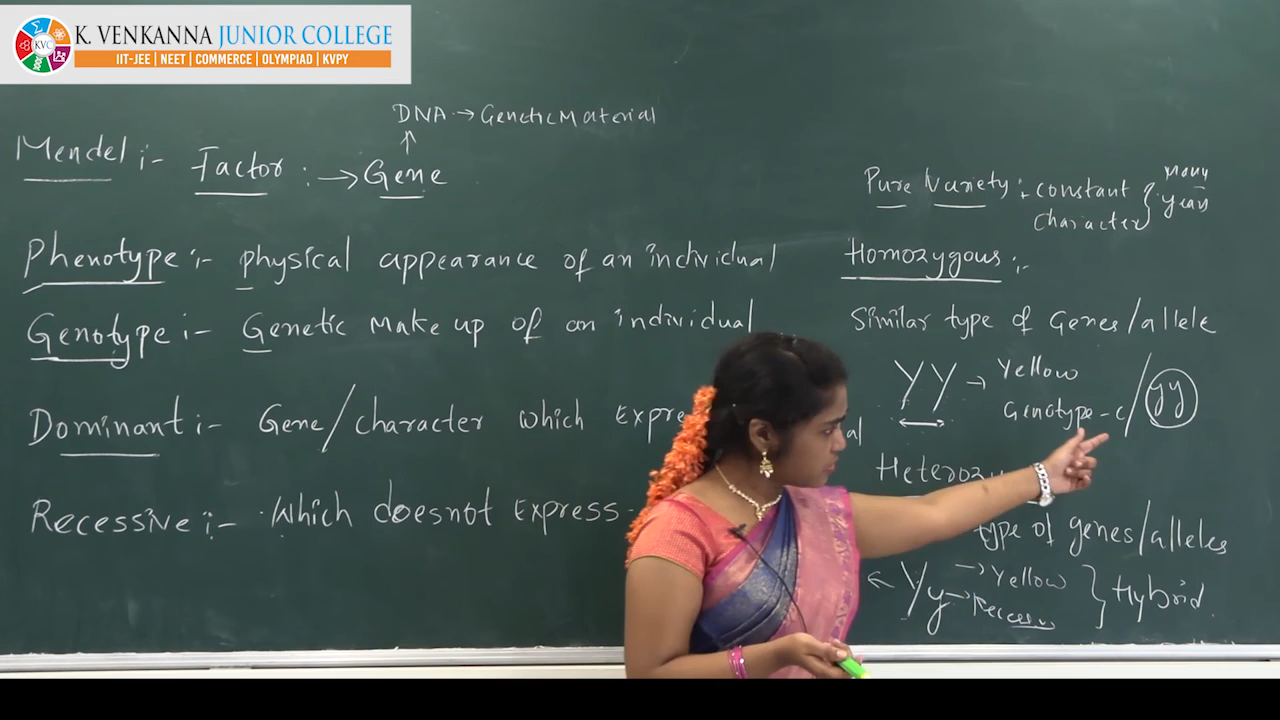 K. VENKANNA JUNIOR COLLEGE
KVC
IIT-JEE | NEET | COMMERCE | OLYMPIAD | KVPY
DNA → Genetic Material
Mendel :- Factor : → Gene
Phenotype :- physical appearance of an individual
Genotype :- Genetic Make up of an individual
Dominant :- Gene/character which Expre
Recessive :- Which doesnot Express
Pure Variety : constant
character
many
years
Homozygous :-
Similar type of Genes/allele
YY → Yellow
Genotype - / yy
Heterozy
type of genes/alleles
Yy → Yellow
→ Recessiv
} Hybrid